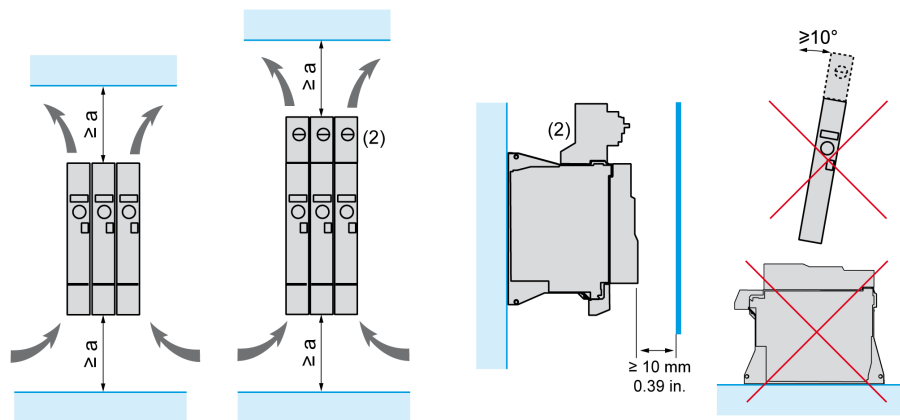 ≥ a
≥ a
≥ a
(2)
≥ a
(2)
≥ 10 mm
0.39 in.
≥10°